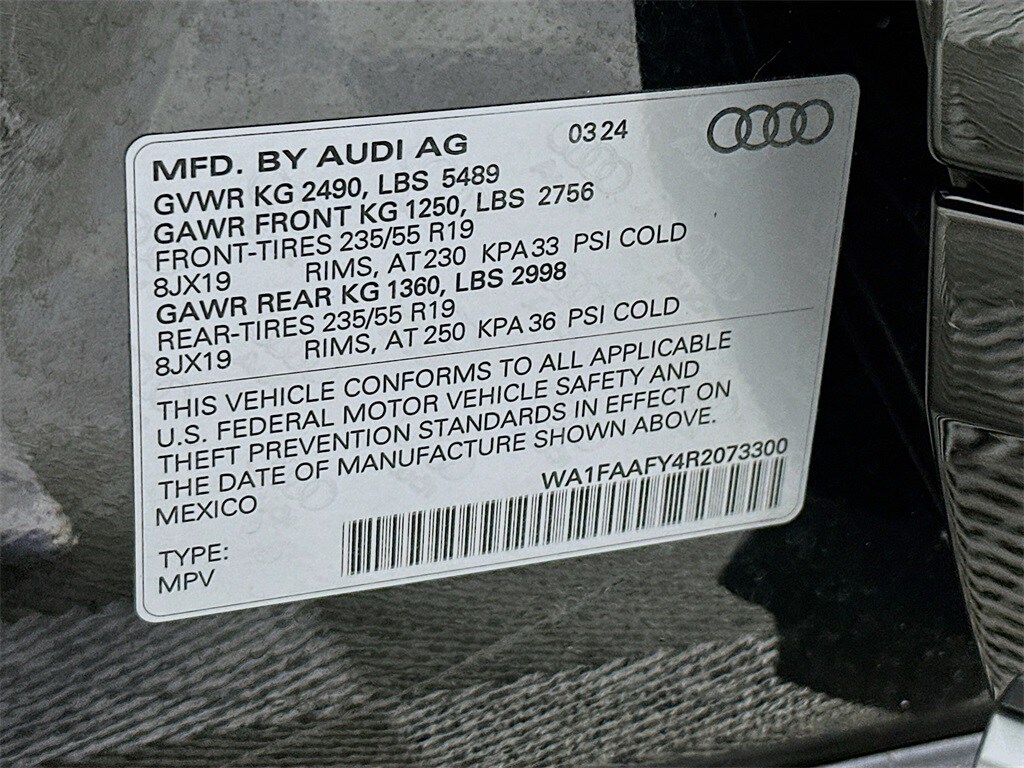 MFD. BY AUDI AG 03 24
GVWR KG 2490, LBS 5489
GAWR FRONT KG 1250, LBS 2756
FRONT-TIRES 235/55 R19
8JX19 RIMS, AT 230 KPA 33 PSI COLD
GAWR REAR KG 1360, LBS 2998
REAR-TIRES 235/55 R19
8JX19 RIMS, AT 250 KPA 36 PSI COLD
THIS VEHICLE CONFORMS TO ALL APPLICABLE
U.S. FEDERAL MOTOR VEHICLE SAFETY AND
THEFT PREVENTION STANDARDS IN EFFECT ON
THE DATE OF MANUFACTURE SHOWN ABOVE.
MEXICO WA1FAAFY4R2073300
TYPE:
MPV